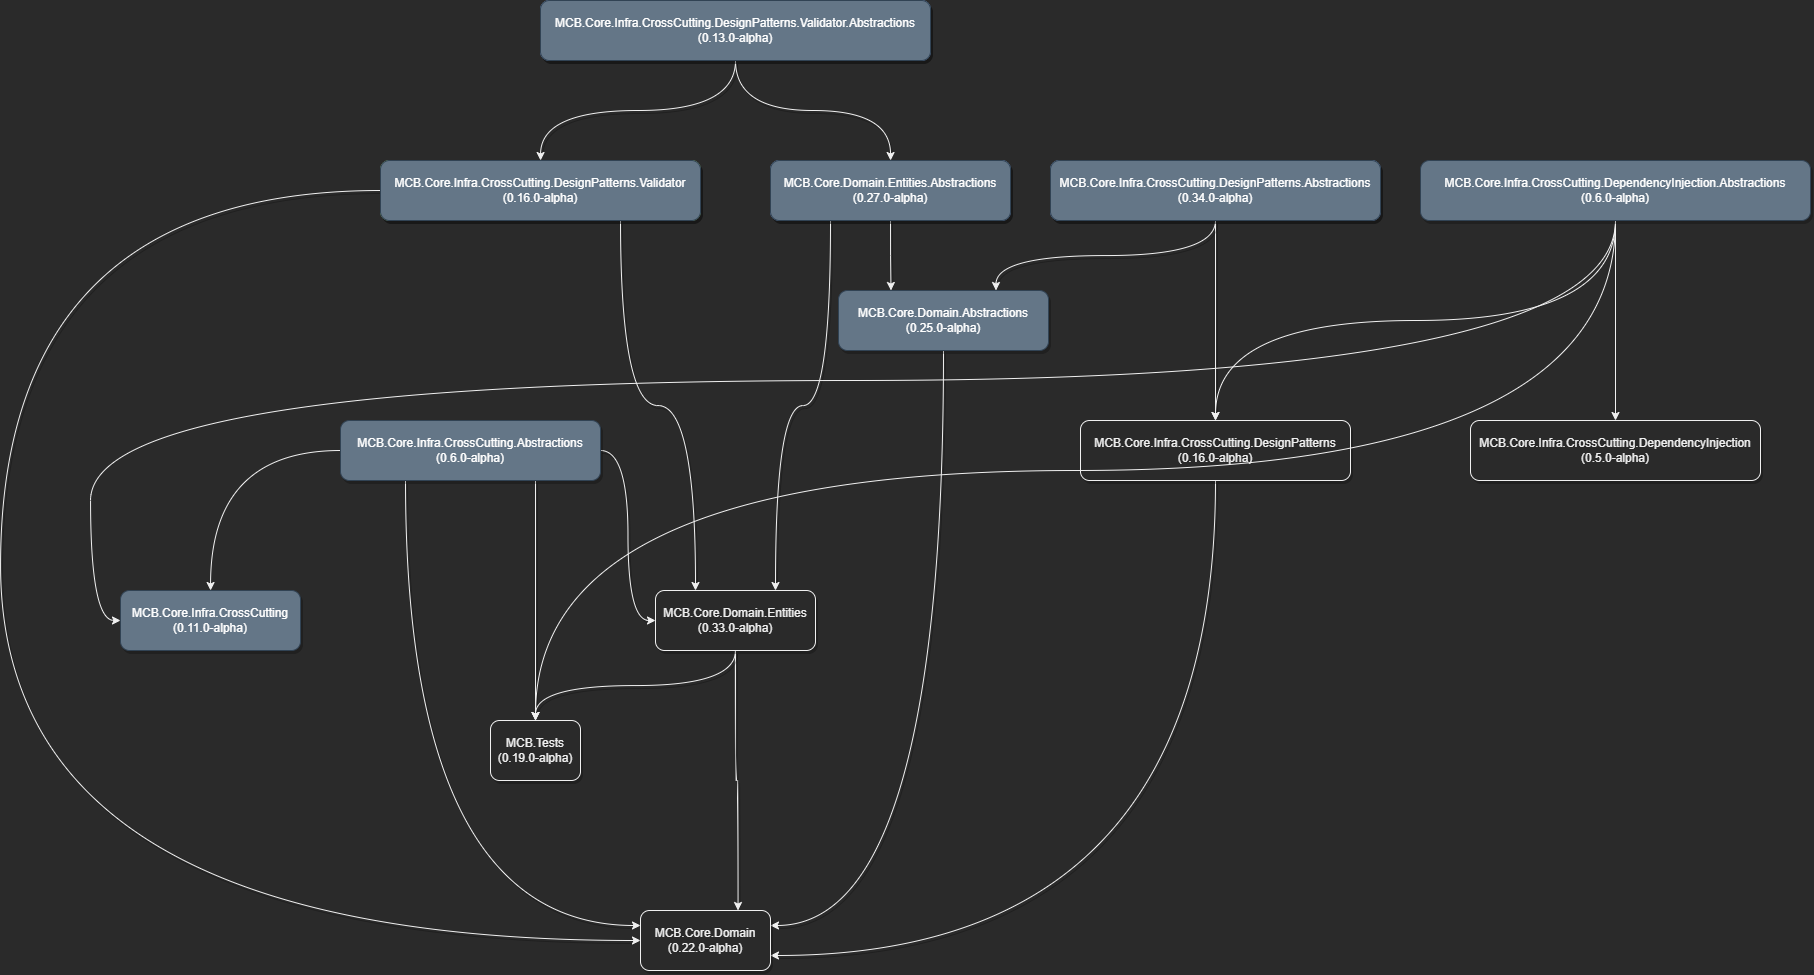 MCB.Core.Infra.CrossCutting.DesignPatterns.Validator.Abstractions
(0.13.0-alpha)
MCB.Core.Infra.CrossCutting.DesignPatterns.Validator
(0.16.0-alpha)
MCB.Core.Domain.Entities.Abstractions
(0.27.0-alpha)
MCB.Core.Infra.CrossCutting.DesignPatterns.Abstractions
(0.34.0-alpha)
MCB.Core.Infra.CrossCutting.DependencyInjection.Abstractions
(0.6.0-alpha)
MCB.Core.Domain.Abstractions
(0.25.0-alpha)
MCB.Core.Infra.CrossCutting.Abstractions
(0.6.0-alpha)
MCB.Core.Infra.CrossCutting.DesignPatterns
(0.16.0-alpha)
MCB.Core.Infra.CrossCutting.DependencyInjection
(0.5.0-alpha)
MCB.Core.Infra.CrossCutting
(0.11.0-alpha)
MCB.Core.Domain.Entities
(0.33.0-alpha)
MCB.Tests
(0.19.0-alpha)
MCB.Core.Domain
(0.22.0-alpha)